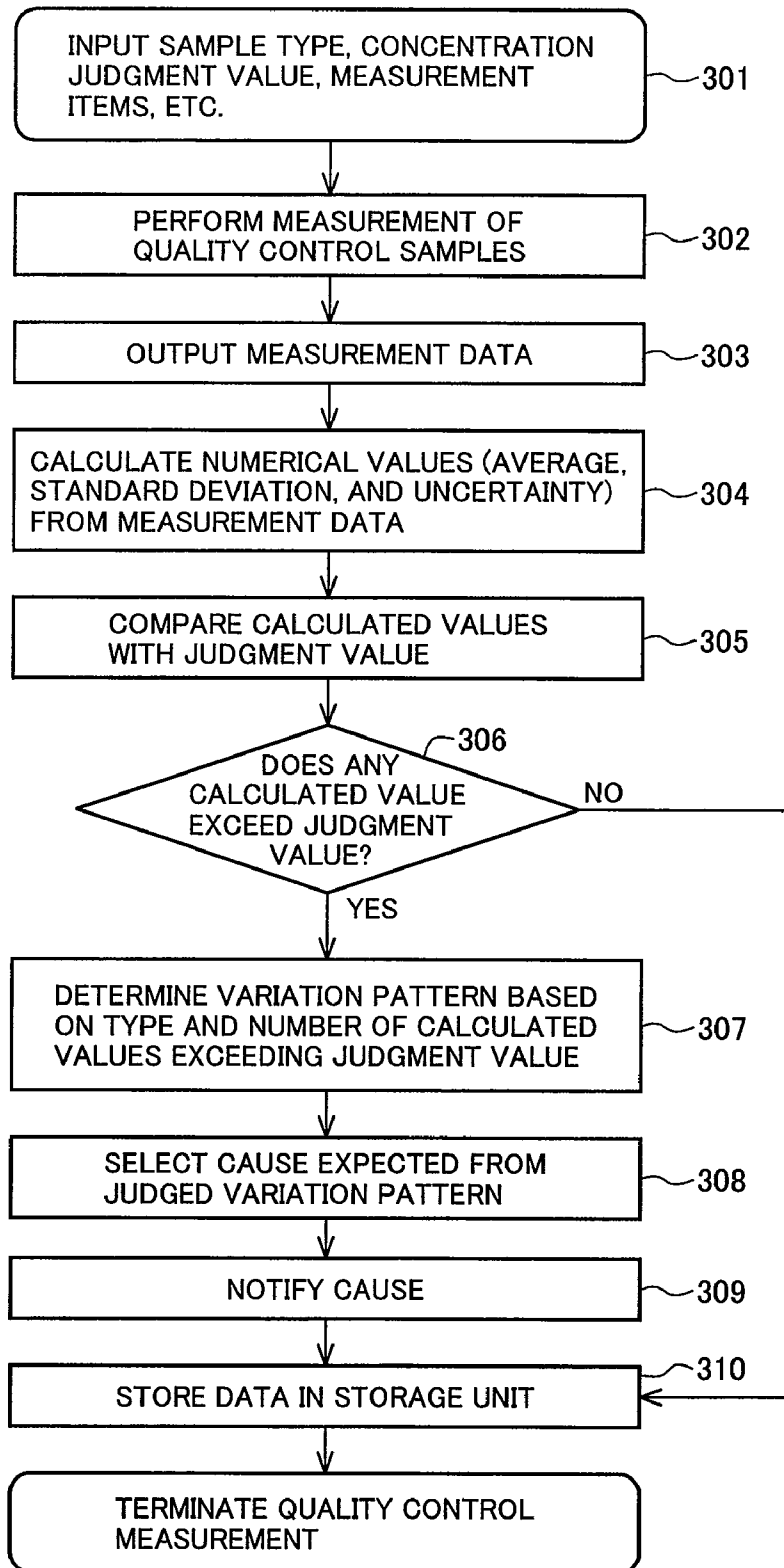 INPUT SAMPLE TYPE, CONCENTRATION
JUDGMENT VALUE, MEASUREMENT
ITEMS, ETC.
301
PERFORM MEASUREMENT OF
QUALITY CONTROL SAMPLES
302
OUTPUT MEASUREMENT DATA
303
CALCULATE NUMERICAL VALUES (AVERAGE,
STANDARD DEVIATION, AND UNCERTAINTY)
FROM MEASUREMENT DATA
304
COMPARE CALCULATED VALUES
WITH JUDGMENT VALUE
305
306
DOES ANY
CALCULATED VALUE
EXCEED JUDGMENT
VALUE?
NO
YES
DETERMINE VARIATION PATTERN BASED
ON TYPE AND NUMBER OF CALCULATED
VALUES EXCEEDING JUDGMENT VALUE
307
SELECT CAUSE EXPECTED FROM
JUDGED VARIATION PATTERN
308
NOTIFY CAUSE
309
310
STORE DATA IN STORAGE UNIT
TERMINATE QUALITY CONTROL
MEASUREMENT